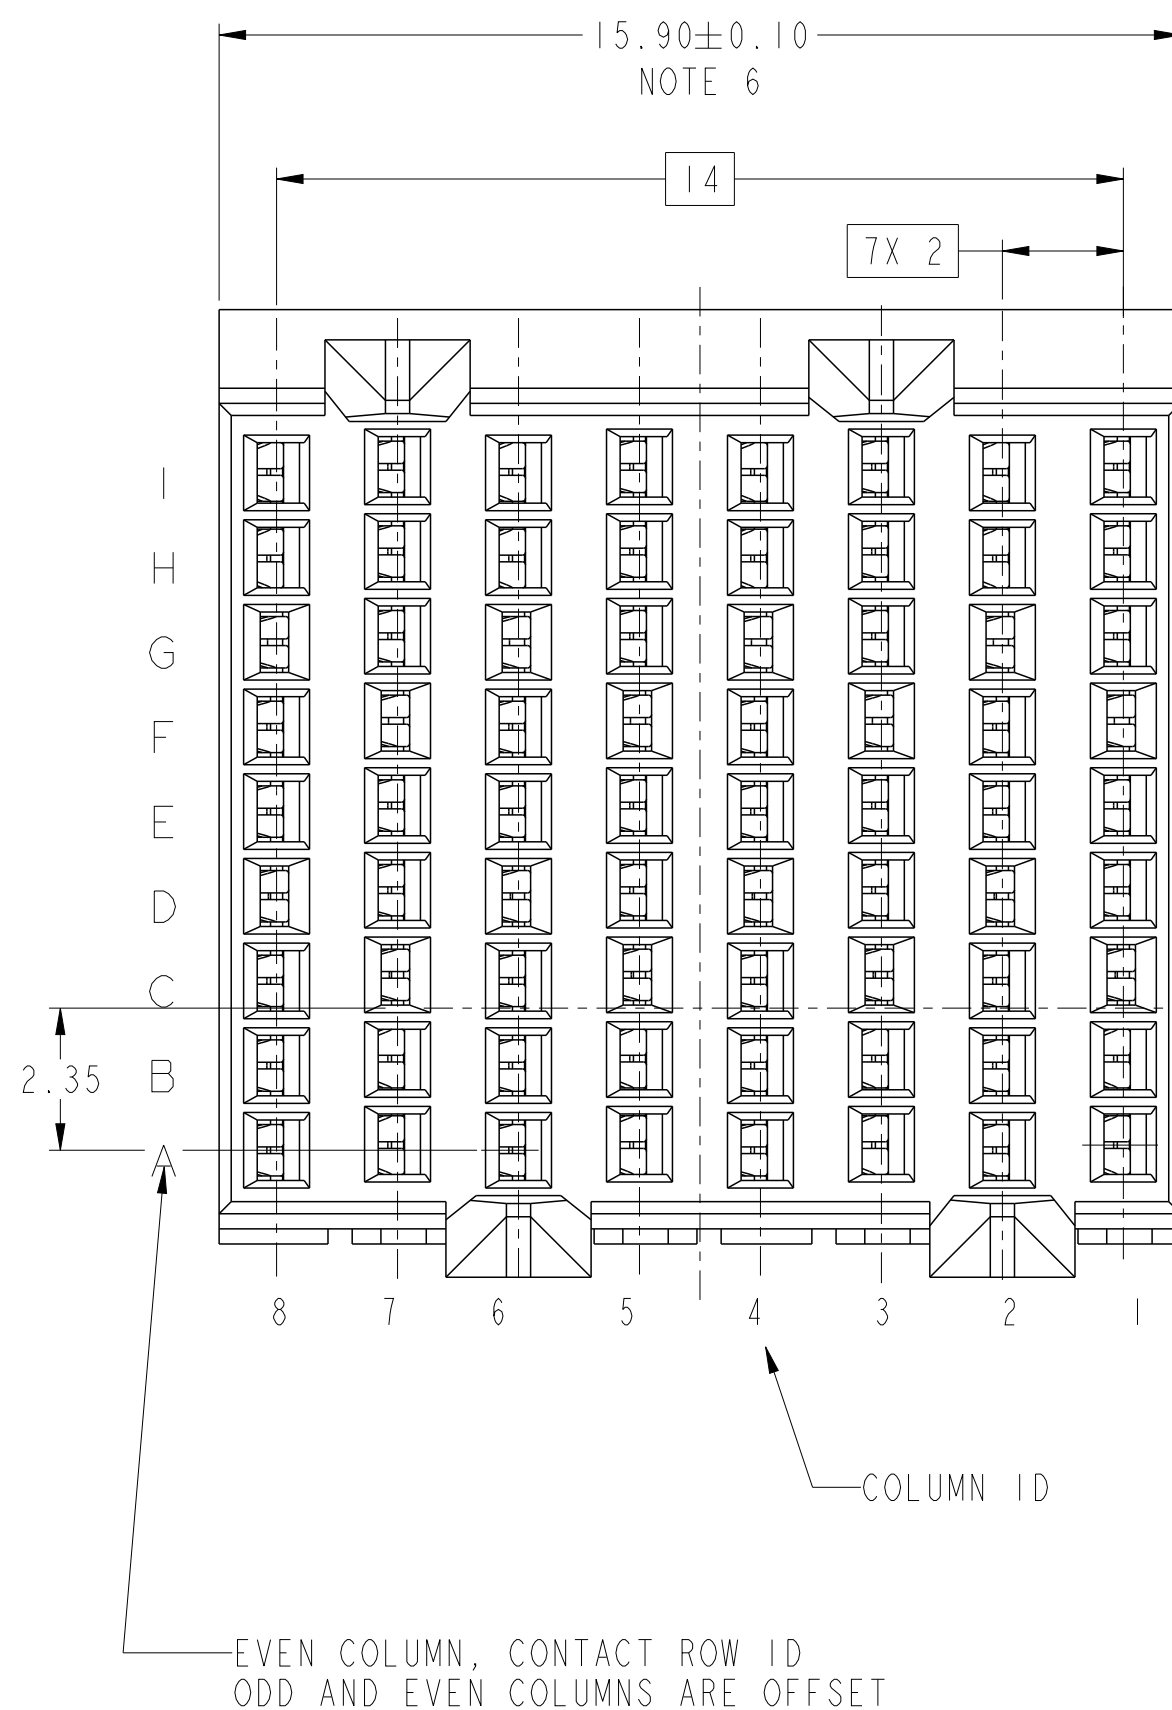 15.90±0.10
NOTE 6
14
7X 2
I
H
G
F
E
D
C
2.35 B
A
8 7 6 5 4 3 2 1
COLUMN ID
EVEN COLUMN, CONTACT ROW ID
ODD AND EVEN COLUMNS ARE OFFSET